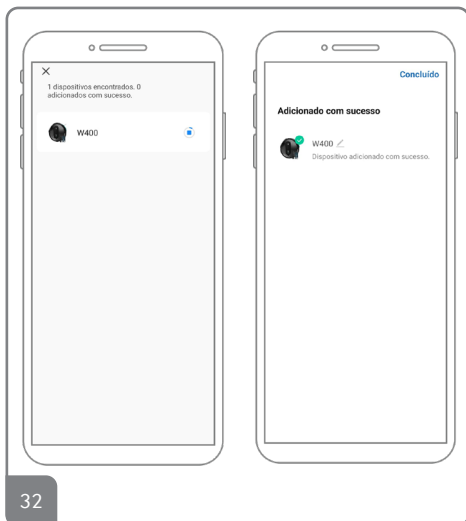 1 dispositivos encontrados. 0
adicionados com sucesso.
W400
Concluído
Adicionado com sucesso
W400
Dispositivo adicionado com sucesso.
32